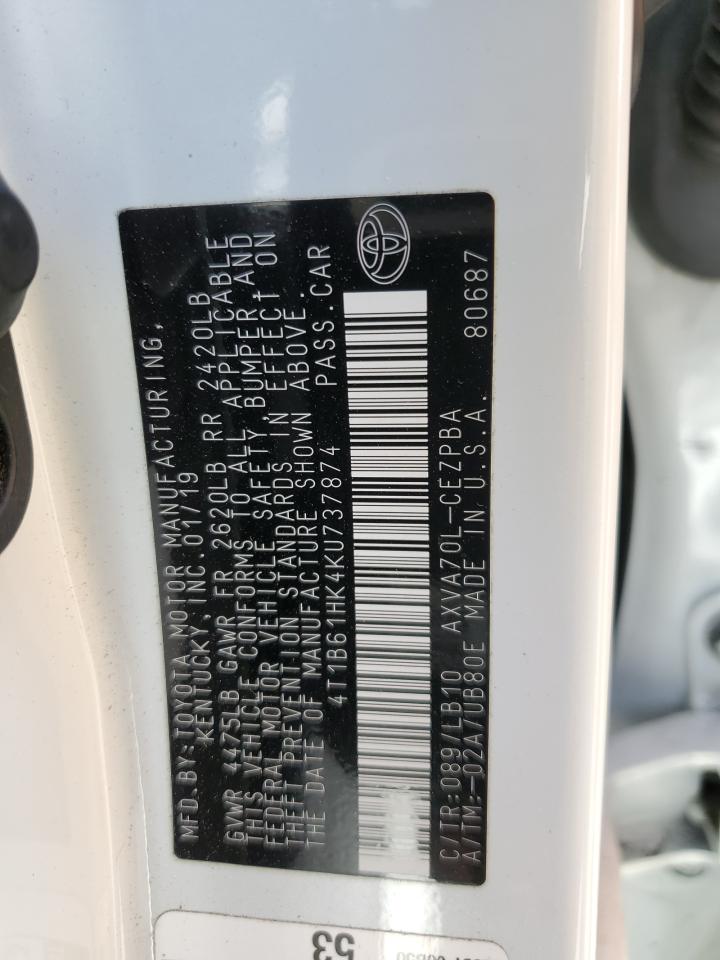 MFD.BY:TOYOTA MOTOR MANUFACTURING,
KENTUCKY, INC.01/19
GVWR 4475LB GAWR FR 2620LB RR 2420LB
THIS VEHICLE CONFORMS TO ALL APPLICABLE
FEDERAL MOTOR VEHICLE SAFETY, BUMPER, AND
THEFT PREVENTION STANDARDS IN EFFECT ON
THE DATE OF MANUFACTURE SHOWN ABOVE.
4T1B61HK4KU737874 PASS.CAR
C/TR:089/LB10 AXVA70L-CEZPBA
A/TM:-02A/UB80E MADE IN U.S.A. 80687
53